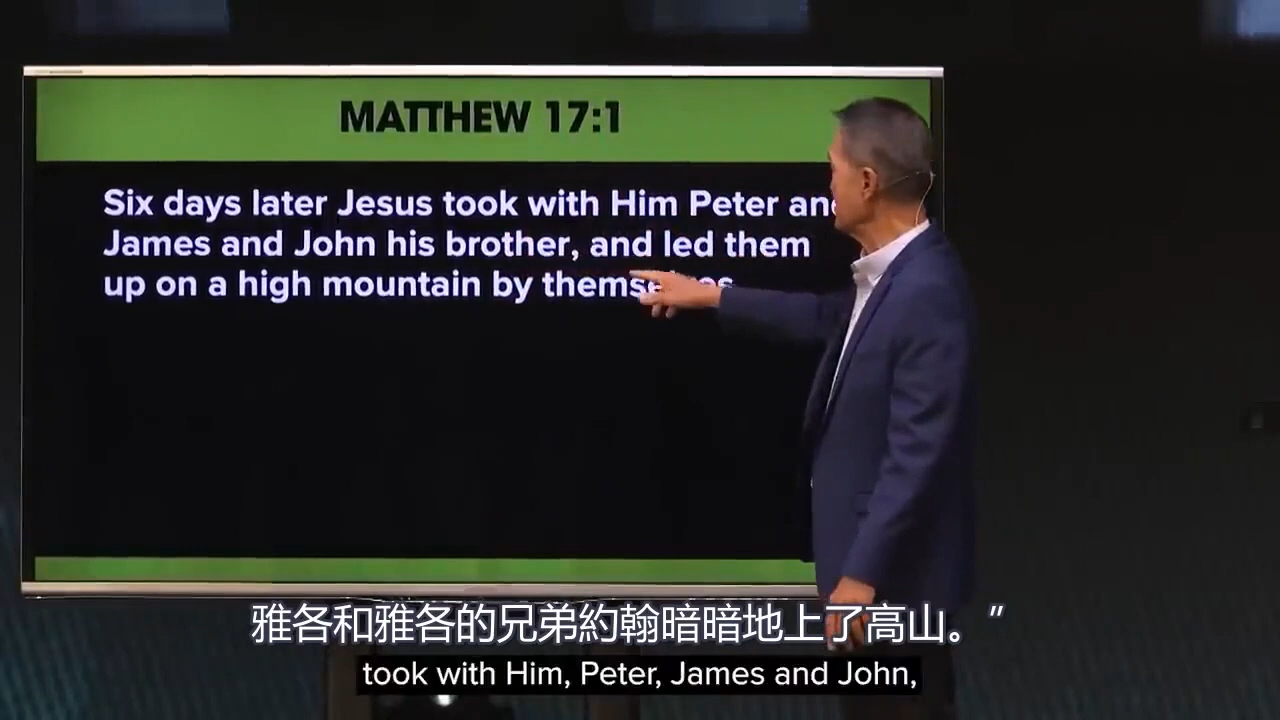 MATTHEW 17:1
Six days later Jesus took with Him Peter and
James and John his brother, and led them
up on a high mountain by themselves
雅各和雅各的兄弟約翰暗暗地上了高山。”
took with Him, Peter, James and John,